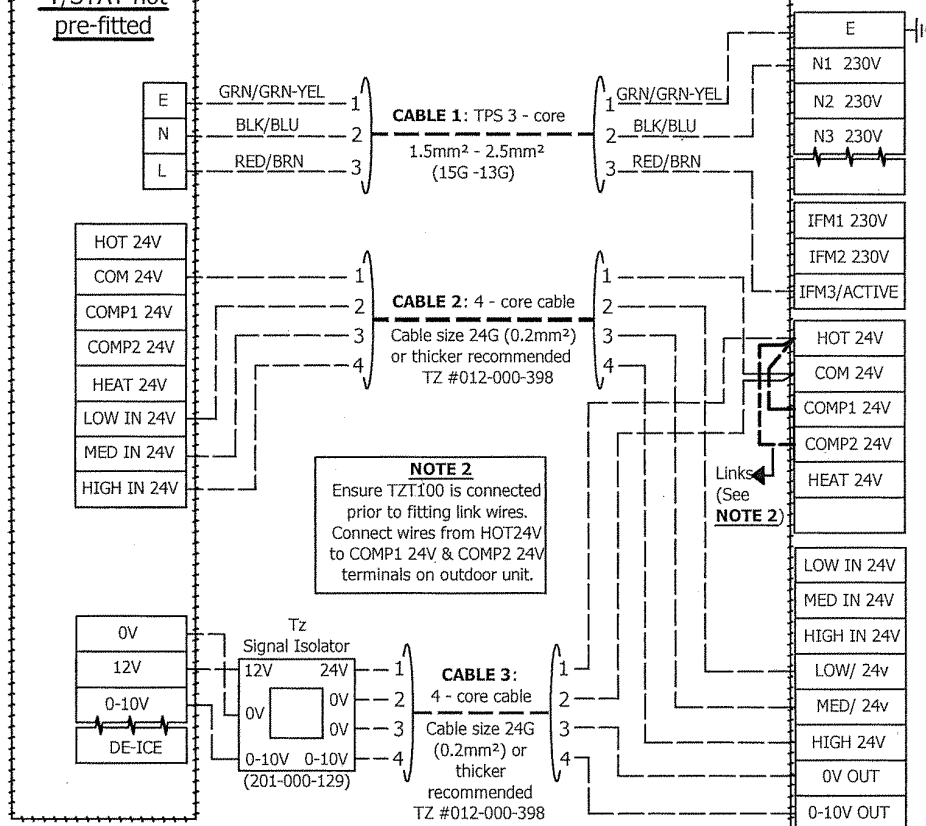 pre-fitted
E
N
L
GRN/GRN-YEL
BLK/BLU
RED/BRN
1
2
3
CABLE 1: TPS 3 - core
1.5mm² - 2.5mm²
(15G -13G)
1
2
3
GRN/GRN-YEL
BLK/BLU
RED/BRN
E
N1 230V
N2 230V
N3 230V
IFM1 230V
IFM2 230V
IFM3/ACTIVE
HOT 24V
COM 24V
COMP1 24V
COMP2 24V
HEAT 24V
LOW IN 24V
MED IN 24V
HIGH IN 24V
1
2
3
4
CABLE 2: 4 - core cable
Cable size 24G (0.2mm²)
or thicker recommended
TZ #012-000-398
1
2
3
4
HOT 24V
COM 24V
COMP1 24V
COMP2 24V
HEAT 24V
Links
(See
NOTE 2)
NOTE 2
Ensure TZT100 is connected
prior to fitting link wires.
Connect wires from HOT24V
to COMP1 24V & COMP2 24V
terminals on outdoor unit.
LOW IN 24V
MED IN 24V
HIGH IN 24V
LOW/ 24v
MED/ 24v
HIGH 24V
0V OUT
0-10V OUT
0V
12V
0-10V
DE-ICE
Tz
Signal Isolator
12V 24V
0V
0V
0V
0-10V 0-10V
(201-000-129)
1
2
3
4
CABLE 3:
4 - core cable
Cable size 24G
(0.2mm²) or
thicker
recommended
TZ #012-000-398
1
2
3
4